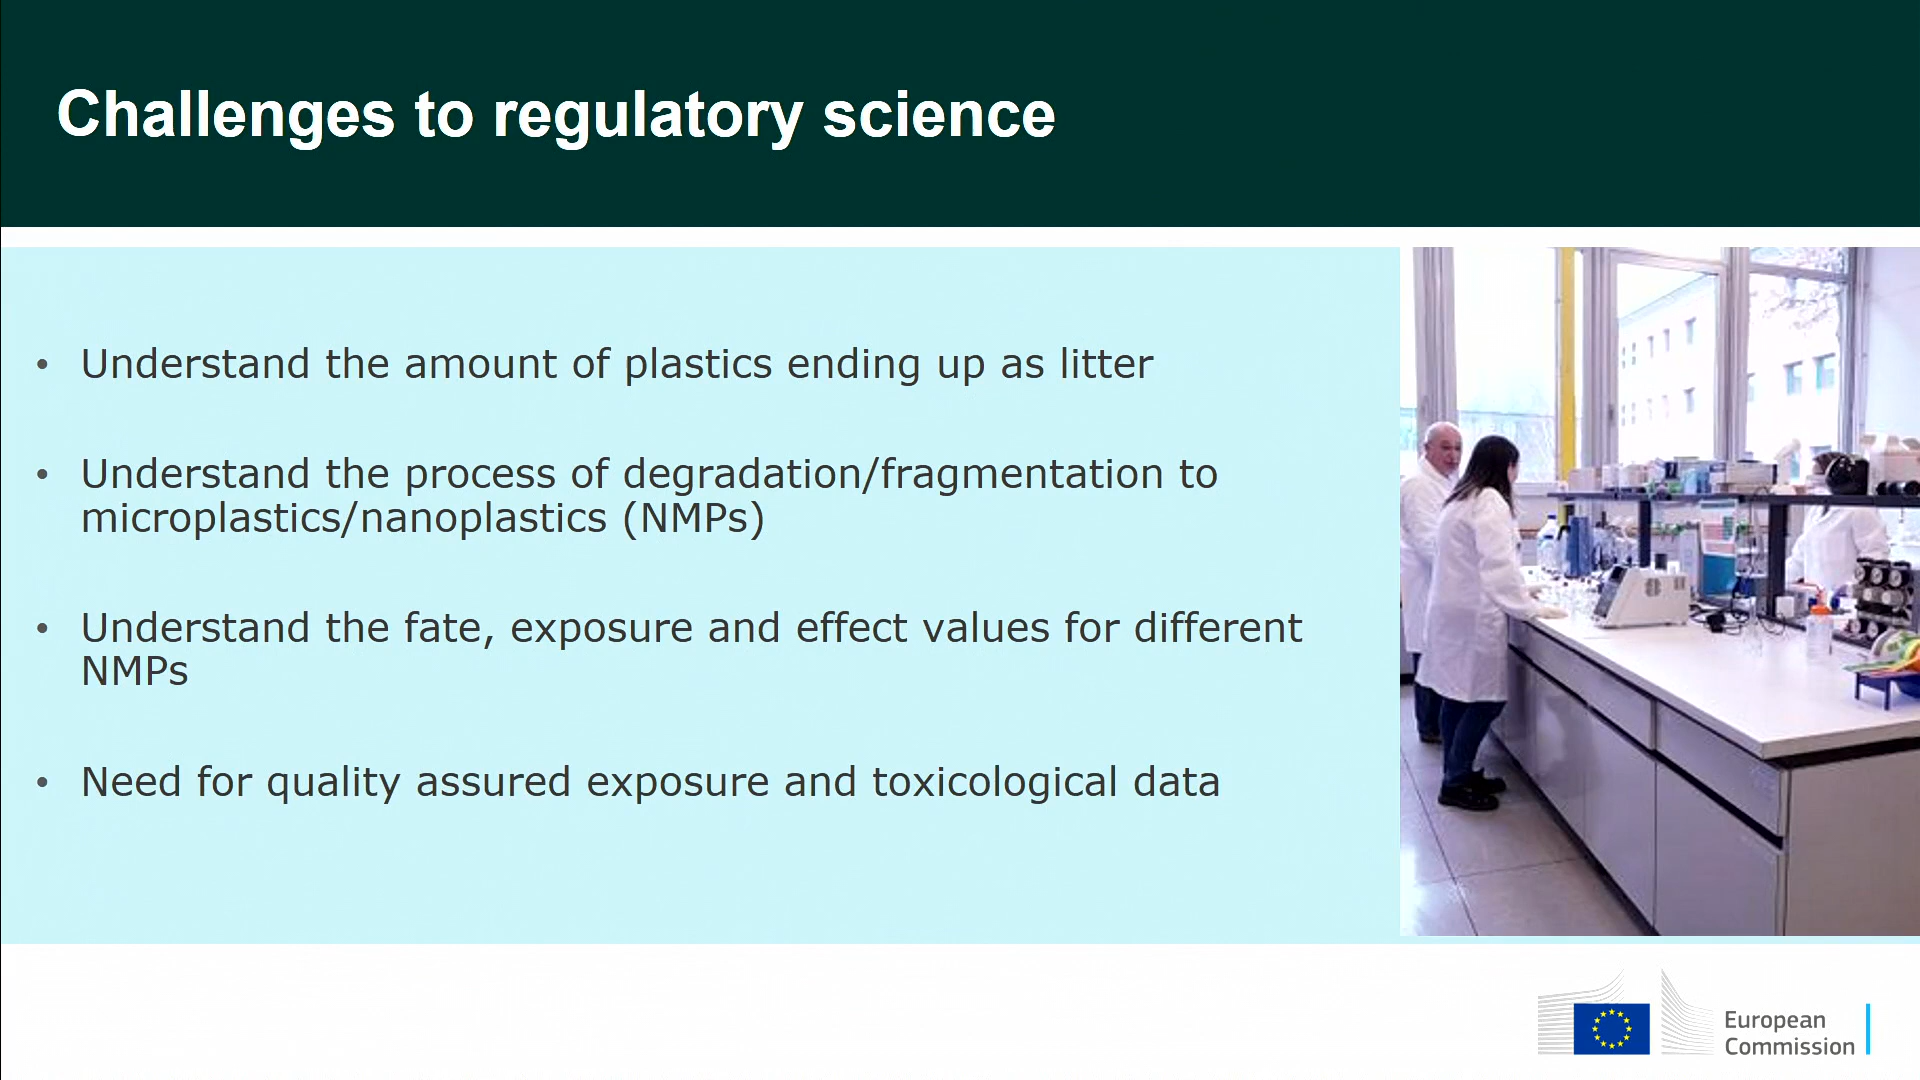 Challenges to regulatory science
• Understand the amount of plastics ending up as litter
• Understand the process of degradation/fragmentation to
microplastics/nanoplastics (NMPs)
• Understand the fate, exposure and effect values for different
NMPs
• Need for quality assured exposure and toxicological data
European
Commission